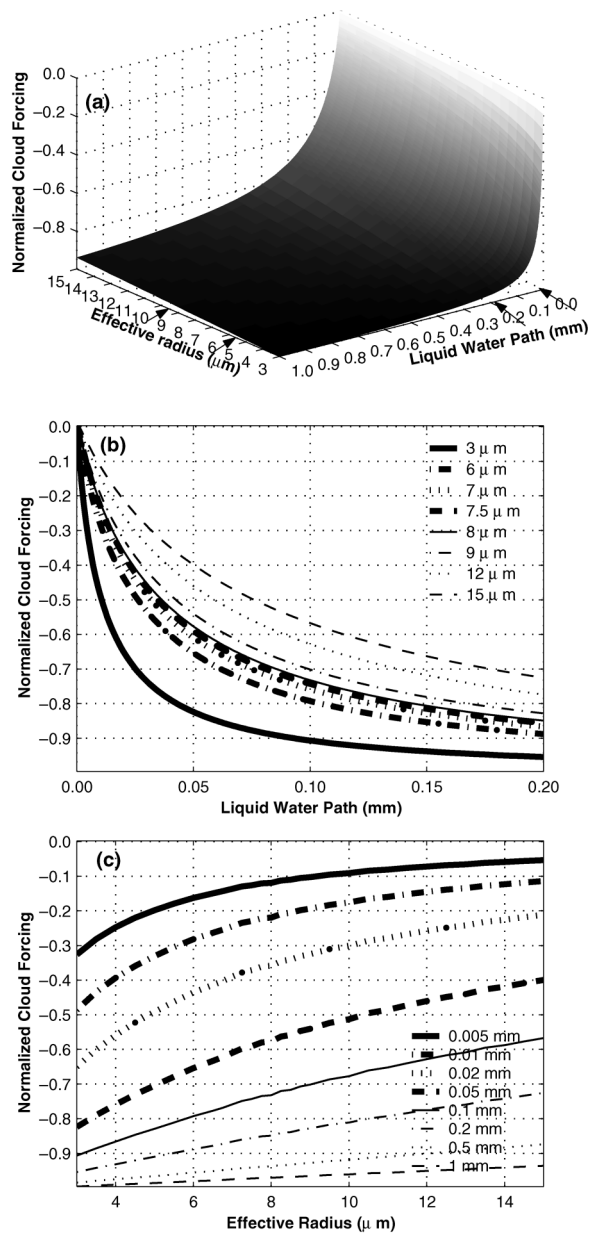 (a)
Normalized Cloud Forcing
0.0
−0.2
−0.4
−0.6
−0.8
15
14
13
12
11
10
9
8
7
6
5
4
3
Effective radius (μm)
1.0
0.9
0.8
0.7
0.6
0.5
0.4
0.3
0.2
0.1
0.0
Liquid Water Path (mm)
(b)
Normalized Cloud Forcing
0.0
−0.1
−0.2
−0.3
−0.4
−0.5
−0.6
−0.7
−0.8
−0.9
3 μ m
6 μ m
7 μ m
7.5 μ m
8 μ m
9 μ m
12 μ m
15 μ m
0.00
0.05
0.10
0.15
0.20
Liquid Water Path (mm)
(c)
Normalized Cloud Forcing
0.0
−0.1
−0.2
−0.3
−0.4
−0.5
−0.6
−0.7
−0.8
−0.9
0.005 mm
0.01 mm
0.02 mm
0.05 mm
0.1 mm
0.2 mm
0.5 mm
1 mm
4
6
8
10
12
14
Effective Radius (μ m)